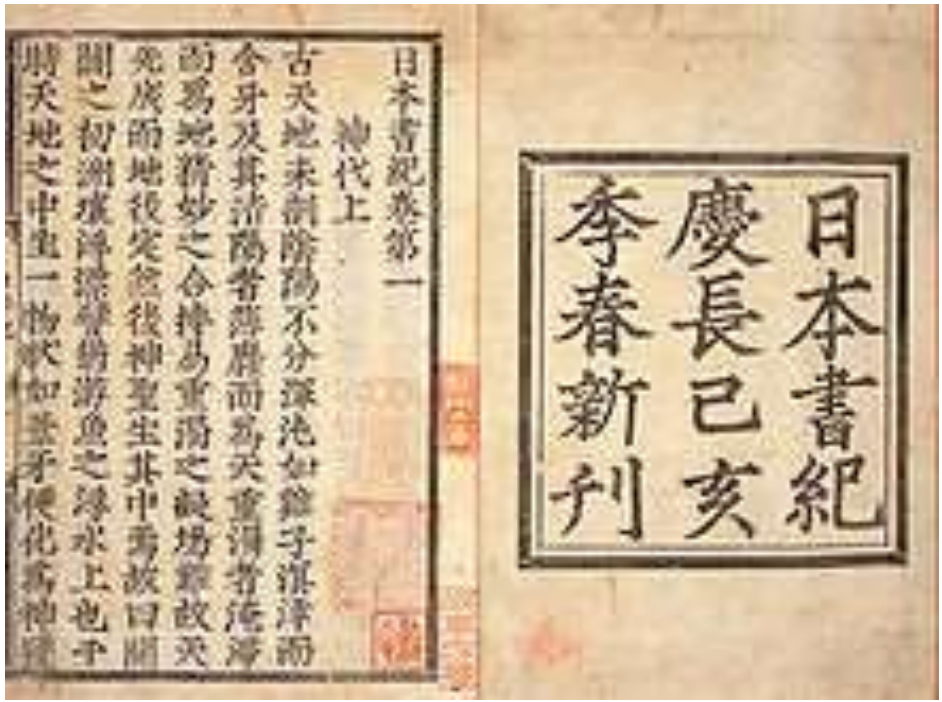 日本書紀
慶長己亥
季春新刊
日本書紀卷第一
神代上
古天地未剖陰陽不分渾沌如雞子溟涬而
含牙及其清陽者薄靡而爲天重濁者淹滯
而爲地精妙之合搏易重濁之凝場難故天
先成而地後定然後神聖生其中焉故曰開
闢之初洲壤浮漂譬猶游魚之浮水上也于
時天地之中生一物狀如葦牙便化爲神號